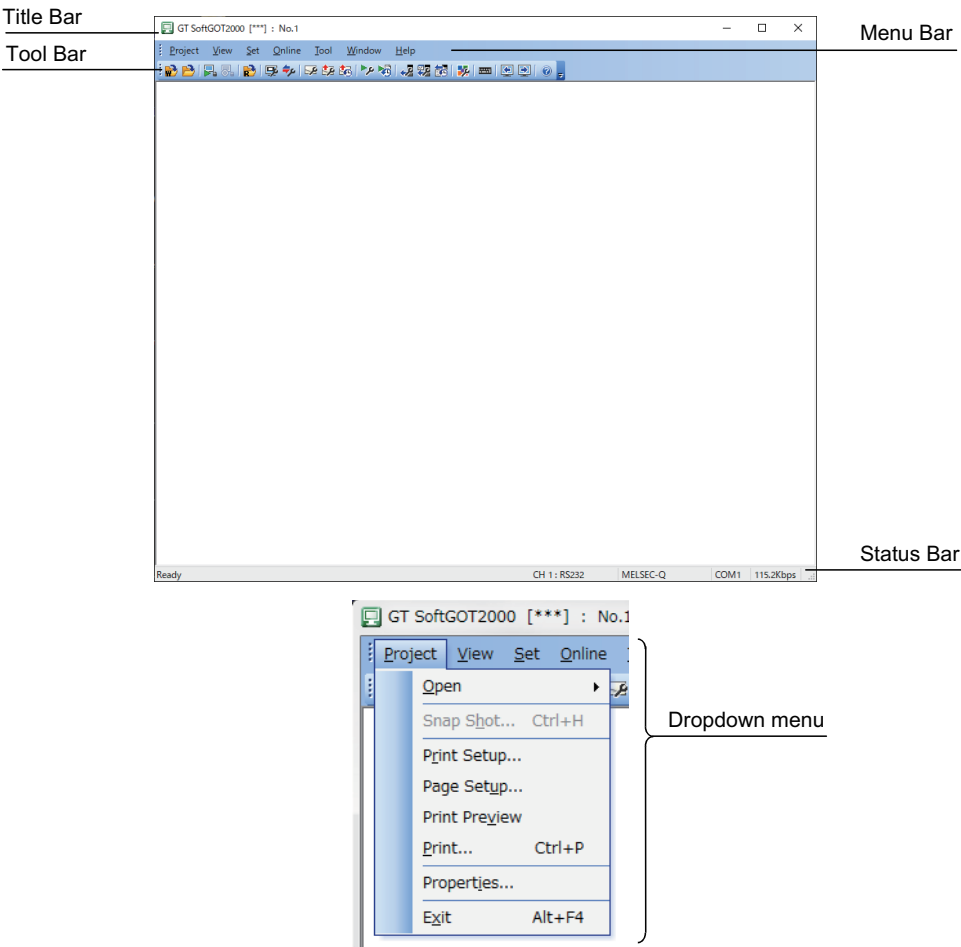 Title Bar
GT SoftGOT2000 [***] : No.1
Menu Bar
Project View Set Online Tool Window Help
Tool Bar
Status Bar
Ready CH 1 : RS232 MELSEC-Q COM1 115.2Kbps
GT SoftGOT2000 [***] : No.1
Project View Set Online
Open
Snap Shot... Ctrl+H
Dropdown menu
Print Setup...
Page Setup...
Print Preview
Print... Ctrl+P
Properties...
Exit Alt+F4